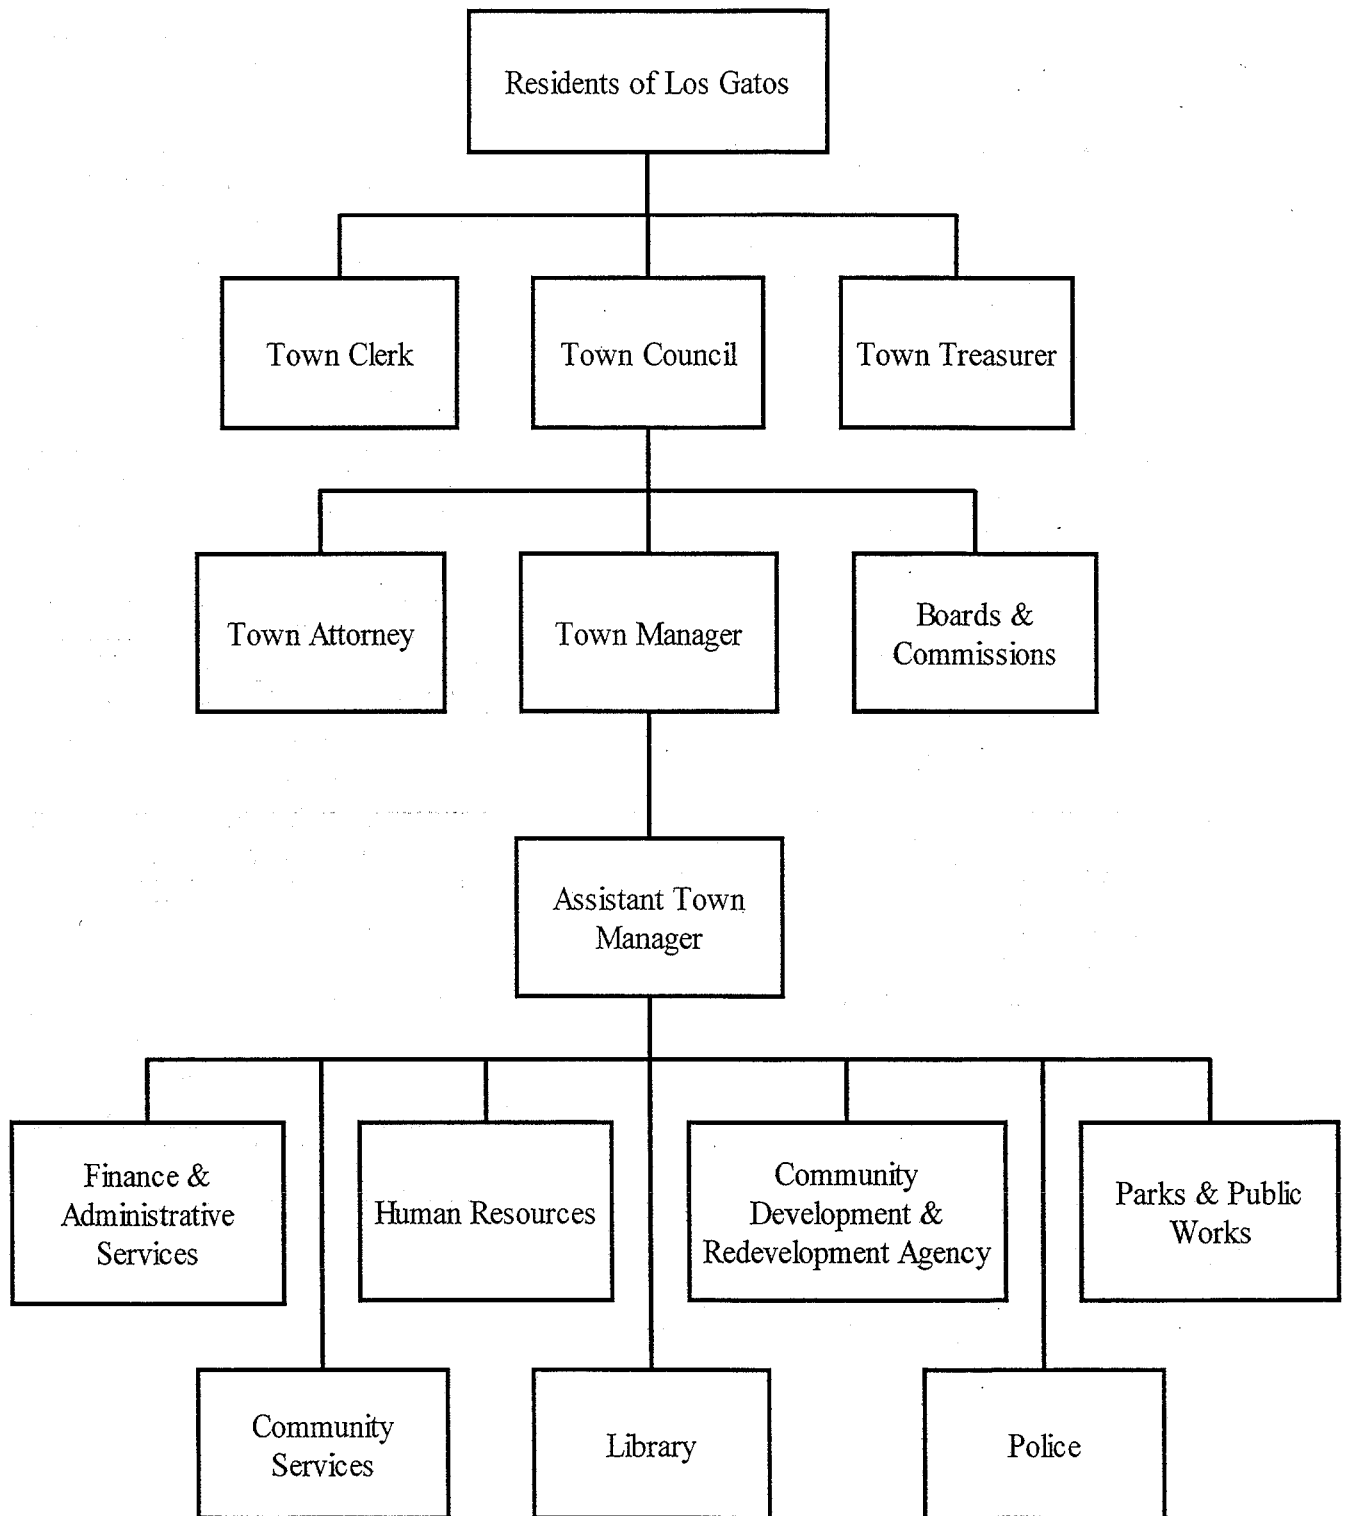 Residents of Los Gatos
Town Clerk
Town Council
Town Treasurer
Town Attorney
Town Manager
Boards &
Commissions
Assistant Town
Manager
Finance &
Administrative
Services
Human Resources
Community
Development &
Redevelopment Agency
Parks & Public
Works
Community
Services
Library
Police